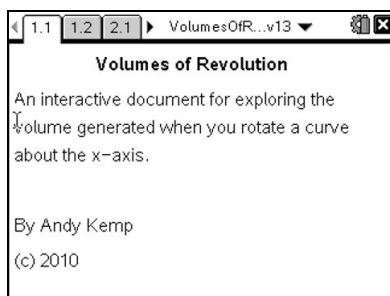 1.1 1.2 2.1 VolumesOfR...v13
Volumes of Revolution
An interactive document for exploring the
volume generated when you rotate a curve
about the x-axis.
By Andy Kemp
(c) 2010